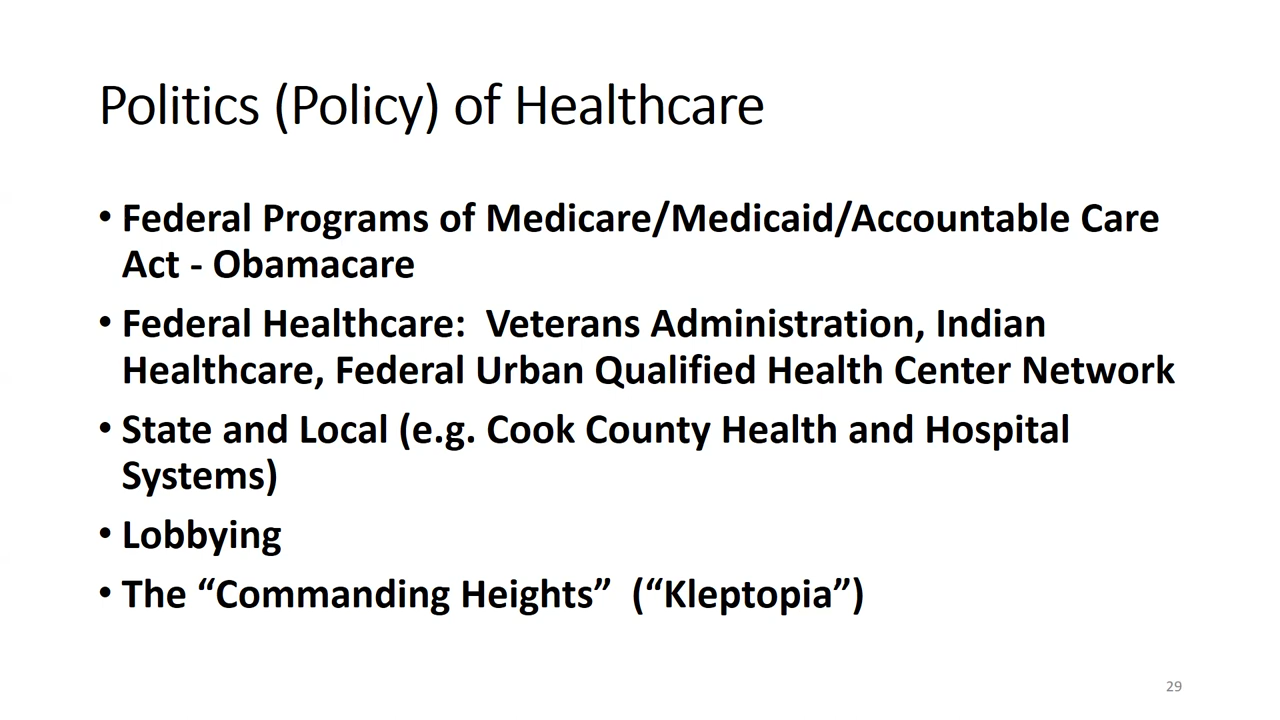 Politics (Policy) of Healthcare
• Federal Programs of Medicare/Medicaid/Accountable Care
Act - Obamacare
• Federal Healthcare:  Veterans Administration, Indian
Healthcare, Federal Urban Qualified Health Center Network
• State and Local (e.g. Cook County Health and Hospital
Systems)
• Lobbying
• The “Commanding Heights”  (“Kleptopia”)
29